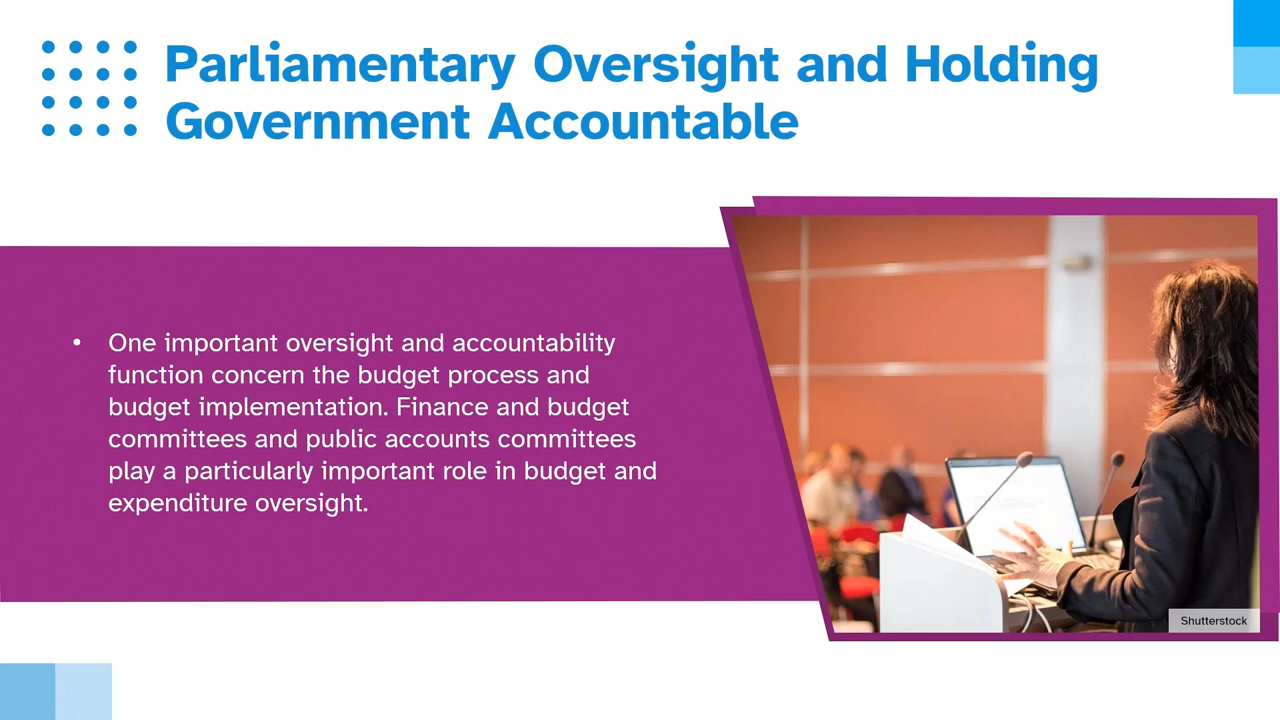 Parliamentary Oversight and Holding
Government Accountable
• One important oversight and accountability
function concern the budget process and
budget implementation. Finance and budget
committees and public accounts committees
play a particularly important role in budget and
expenditure oversight.
Shutterstock